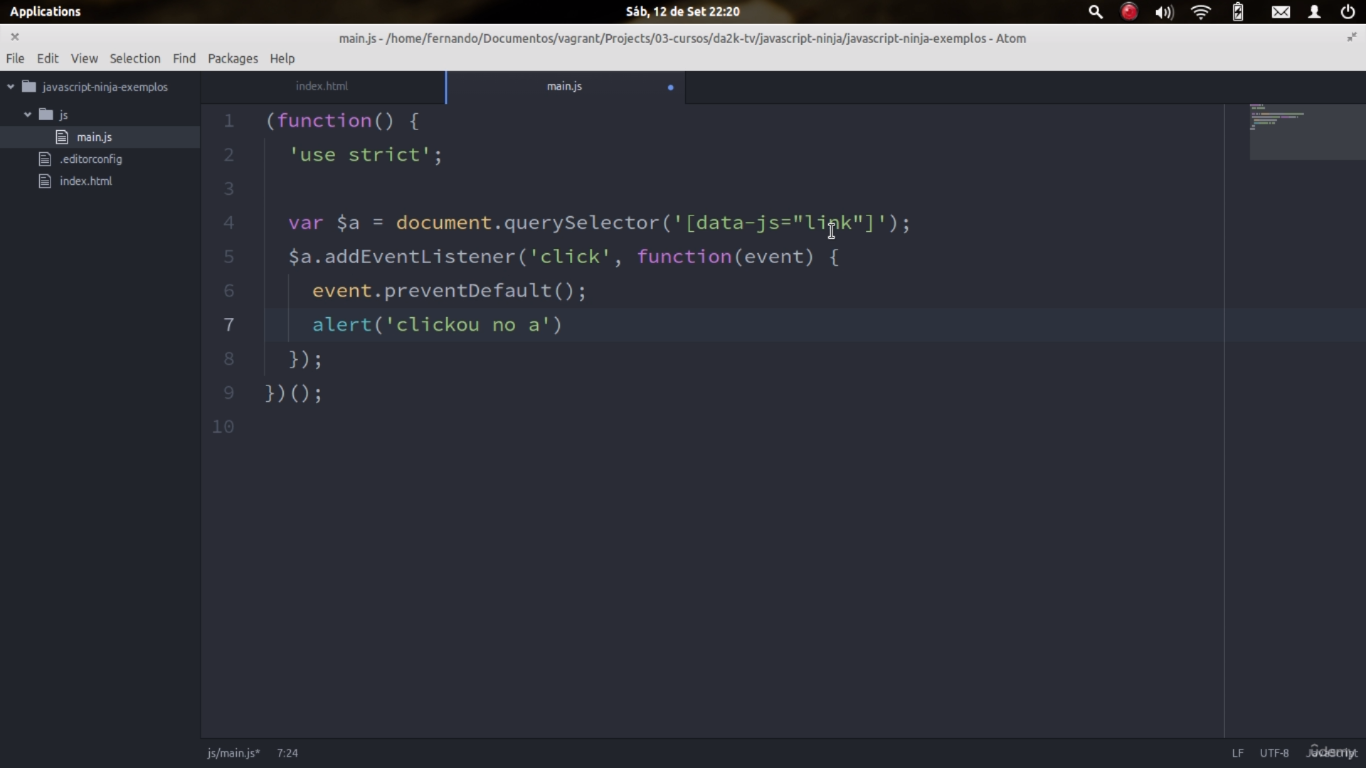 Applications
Sáb, 12 de Set 22:20
main.js - /home/fernando/Documentos/vagrant/Projects/03-cursos/da2k-tv/javascript-ninja/javascript-ninja-exemplos - Atom
File Edit View Selection Find Packages Help
javascript-ninja-exemplos
js
main.js
.editorconfig
index.html
index.html
main.js
1 (function() {
2 'use strict';
3
4 var $a = document.querySelector('[data-js="link"]');
5 $a.addEventListener('click', function(event) {
6 event.preventDefault();
7 alert('clickou no a')
8 });
9 })();
10
js/main.js* 7:24
LF UTF-8 JavaScript
ûdemy